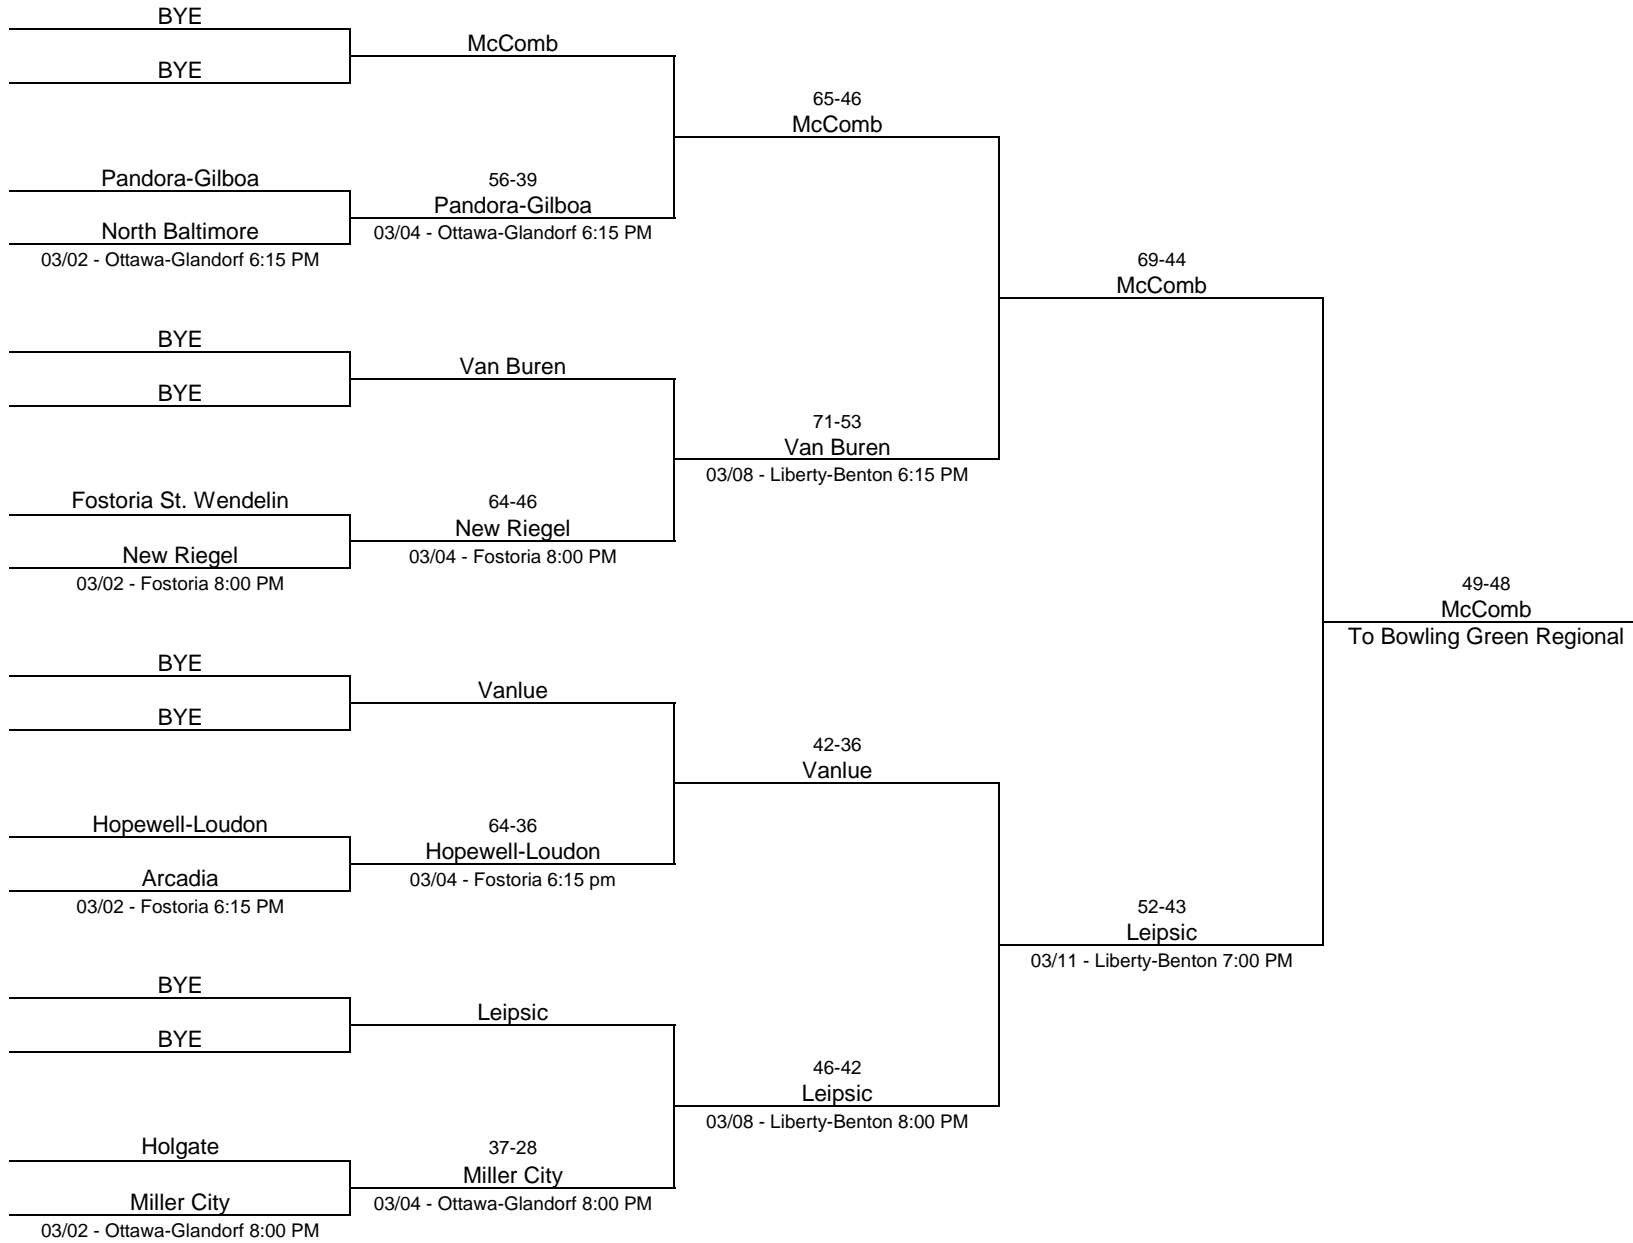 BYE
BYE
McComb
65-46
McComb
Pandora-Gilboa
North Baltimore
03/02 - Ottawa-Glandorf 6:15 PM
56-39
Pandora-Gilboa
03/04 - Ottawa-Glandorf 6:15 PM
69-44
McComb
BYE
BYE
Van Buren
71-53
Van Buren
03/08 - Liberty-Benton 6:15 PM
Fostoria St. Wendelin
New Riegel
03/02 - Fostoria 8:00 PM
64-46
New Riegel
03/04 - Fostoria 8:00 PM
49-48
McComb
To Bowling Green Regional
BYE
BYE
Vanlue
42-36
Vanlue
Hopewell-Loudon
Arcadia
03/02 - Fostoria 6:15 PM
64-36
Hopewell-Loudon
03/04 - Fostoria 6:15 pm
52-43
Leipsic
03/11 - Liberty-Benton 7:00 PM
BYE
BYE
Leipsic
46-42
Leipsic
03/08 - Liberty-Benton 8:00 PM
Holgate
Miller City
03/02 - Ottawa-Glandorf 8:00 PM
37-28
Miller City
03/04 - Ottawa-Glandorf 8:00 PM